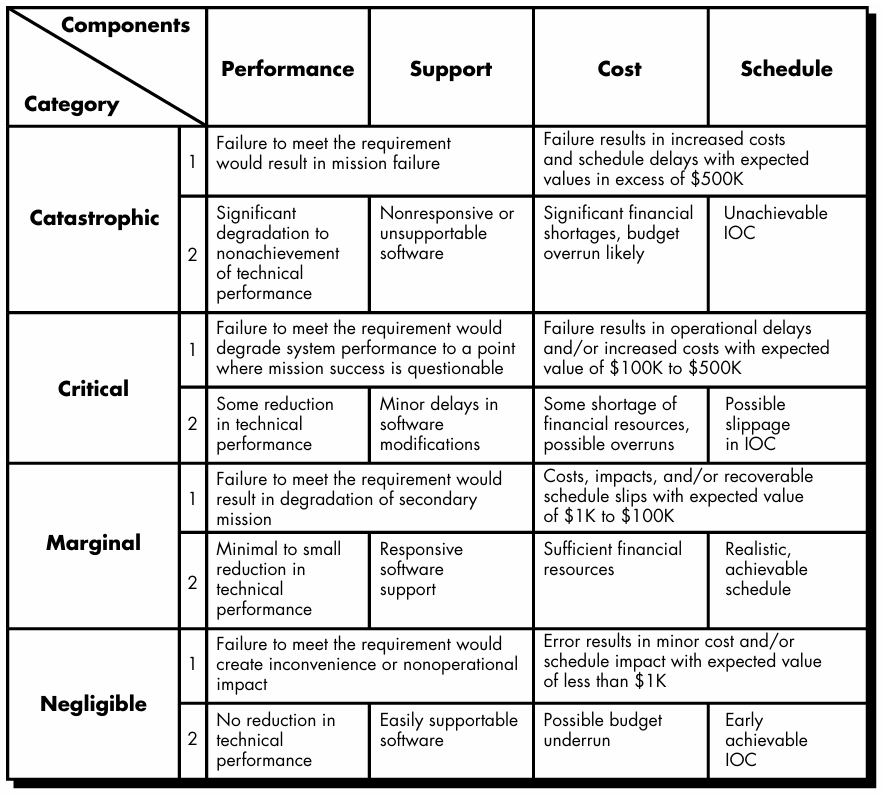 Components
Category
Performance
Support
Cost
Schedule
Catastrophic
1
Failure to meet the requirement
would result in mission failure
Failure results in increased costs
and schedule delays with expected
values in excess of $500K
2
Significant
degradation to
nonachievement
of technical
performance
Nonresponsive or
unsupportable
software
Significant financial
shortages, budget
overrun likely
Unachievable
IOC
Critical
1
Failure to meet the requirement would
degrade system performance to a point
where mission success is questionable
Failure results in operational delays
and/or increased costs with expected
value of $100K to $500K
2
Some reduction
in technical
performance
Minor delays in
software
modifications
Some shortage of
financial resources,
possible overruns
Possible
slippage
in IOC
Marginal
1
Failure to meet the requirement would
result in degradation of secondary
mission
Costs, impacts, and/or recoverable
schedule slips with expected value
of $1K to $100K
2
Minimal to small
reduction in
technical
performance
Responsive
software
support
Sufficient financial
resources
Realistic,
achievable
schedule
Negligible
1
Failure to meet the requirement would
create inconvenience or nonoperational
impact
Error results in minor cost and/or
schedule impact with expected value
of less than $1K
2
No reduction in
technical
performance
Easily supportable
software
Possible budget
underrun
Early
achievable
IOC